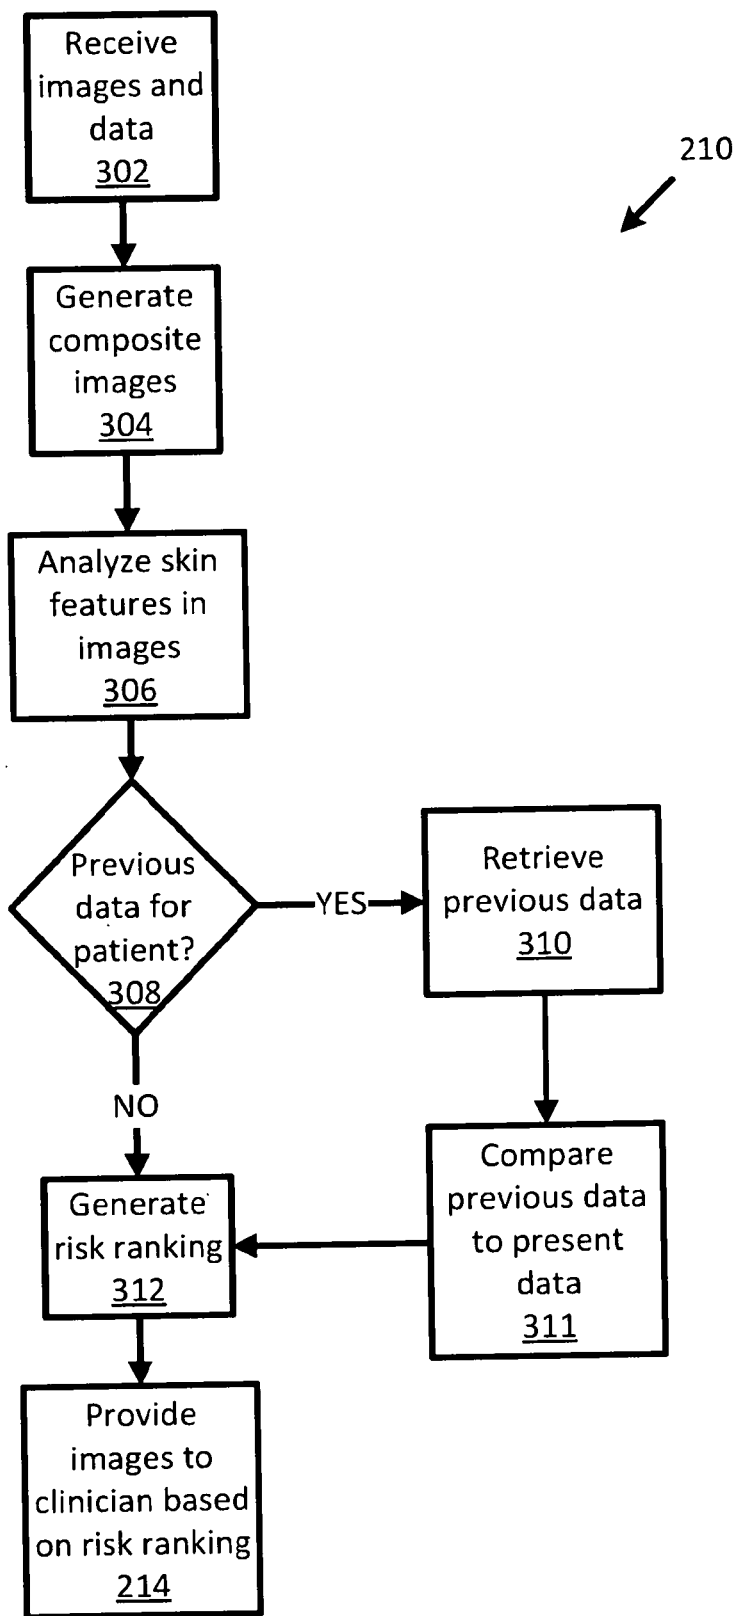 Receive
images and
data
302
210
Generate
composite
images
304
Analyze skin
features in
images
306
Previous
data for
patient?
308
YES
Retrieve
previous data
310
NO
Compare
previous data
to present
data
311
Generate
risk ranking
312
Provide
images to
clinician based
on risk ranking
214